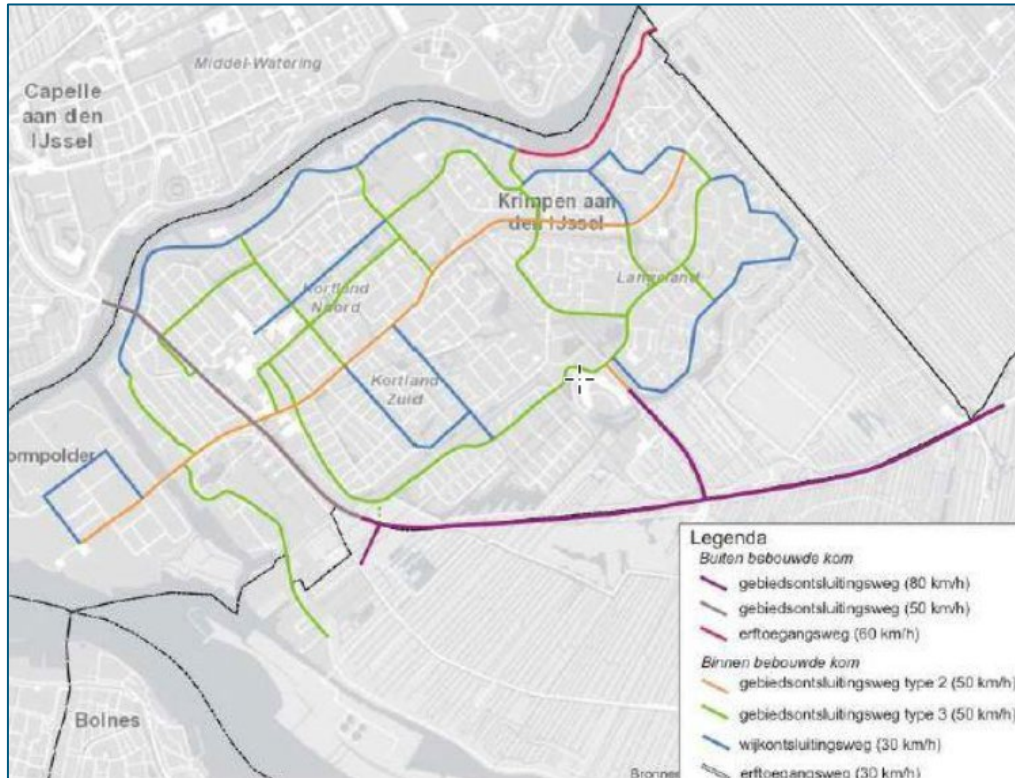 Middel-Watering
Capelle
aan den
IJssel
Krimpen aan
den IJssel
Langeland
Kortland
Noord
Kortland
Zuid
ormpolder
Bolnes
Legenda
Buiten bebouwde kom
gebiedsontsluitingsweg (80 km/h)
gebiedsontsluitingsweg (50 km/h)
erftoegangsweg (60 km/h)
Binnen bebouwde kom
gebiedsontsluitingsweg type 2 (50 km/h)
gebiedsontsluitingsweg type 3 (50 km/h)
wijkontsluitingsweg (30 km/h)
erftoegangsweg (30 km/h)
Bronner